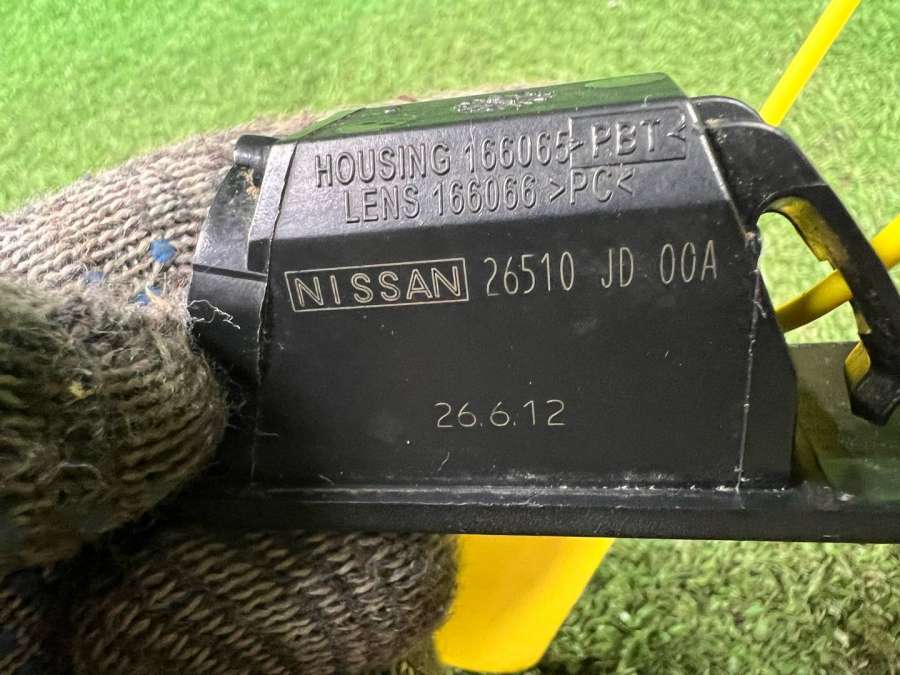 HOUSING 166065 >PBT<
LENS 166066 >PC<
NISSAN 26510 JD 00A
26.6.12